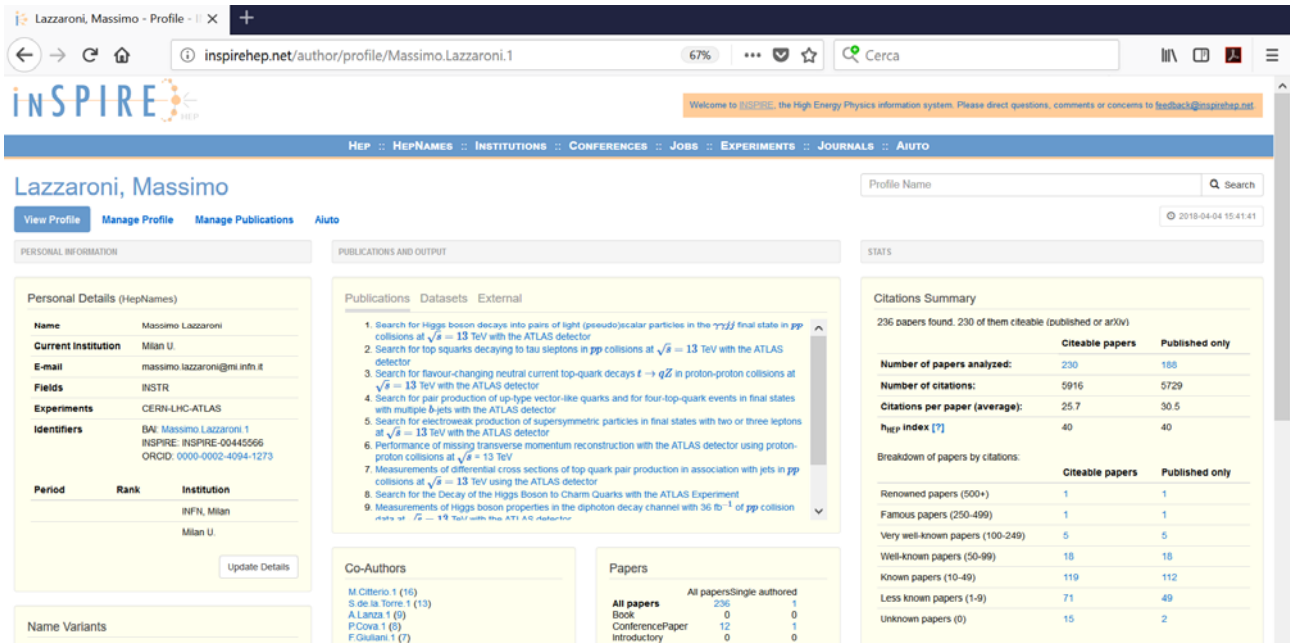 Lazzaroni, Massimo - Profile - I
inspirehep.net/author/profile/Massimo.Lazzaroni.1
67%
Cerca
iNSPIRE HEP
Welcome to INSPIRE, the High Energy Physics information system. Please direct questions, comments or concerns to feedback@inspirehep.net.
HEP :: HEPNAMES :: INSTITUTIONS :: CONFERENCES :: JOBS :: EXPERIMENTS :: JOURNALS :: AIUTO
Lazzaroni, Massimo
Profile Name
Search
View Profile Manage Profile Manage Publications Aiuto
2018-04-04 15:41:41
PERSONAL INFORMATION
Personal Details (HepNames)
Name Massimo Lazzaroni
Current Institution Milan U.
E-mail massimo.lazzaroni@mi.infn.it
Fields INSTR
Experiments CERN-LHC-ATLAS
Identifiers BAI: Massimo.Lazzaroni.1
INSPIRE: INSPIRE-00445566
ORCID: 0000-0002-4094-1273
Period Rank Institution
INFN, Milan
Milan U.
Update Details
Name Variants
PUBLICATIONS AND OUTPUT
Publications Datasets External
1. Search for Higgs boson decays into pairs of light (pseudo)scalar particles in the γγjj final state in pp
collisions at √s = 13 TeV with the ATLAS detector
2. Search for top squarks decaying to tau sleptons in pp collisions at √s = 13 TeV with the ATLAS
detector
3. Search for flavour-changing neutral current top-quark decays t → qZ in proton-proton collisions at
√s = 13 TeV with the ATLAS detector
4. Search for pair production of up-type vector-like quarks and for four-top-quark events in final states
with multiple b-jets with the ATLAS detector
5. Search for electroweak production of supersymmetric particles in final states with two or three leptons
at √s = 13 TeV with the ATLAS detector
6. Performance of missing transverse momentum reconstruction with the ATLAS detector using proton-
proton collisions at √s = 13 TeV
7. Measurements of differential cross sections of top quark pair production in association with jets in pp
collisions at √s = 13 TeV using the ATLAS detector
8. Search for the Decay of the Higgs Boson to Charm Quarks with the ATLAS Experiment
9. Measurements of Higgs boson properties in the diphoton decay channel with 36 fb⁻¹ of pp collision
data at √s = 13 TeV with the ATLAS detector
Co-Authors
M.Citterio.1 (16)
S.de.la.Torre.1 (13)
A.Lanza.1 (9)
P.Cova.1 (8)
F.Giuliani.1 (7)
Papers
All papersSingle authored
All papers 236 1
Book 0 0
ConferencePaper 12 1
Introductory 0 0
STATS
Citations Summary
236 papers found, 230 of them citeable (published or arXiv)
Citeable papers Published only
Number of papers analyzed: 230 188
Number of citations: 5916 5729
Citations per paper (average): 25.7 30.5
hHEP index [?] 40 40
Breakdown of papers by citations:
Citeable papers Published only
Renowned papers (500+) 1 1
Famous papers (250-499) 1 1
Very well-known papers (100-249) 5 5
Well-known papers (50-99) 18 18
Known papers (10-49) 119 112
Less known papers (1-9) 71 49
Unknown papers (0) 15 2